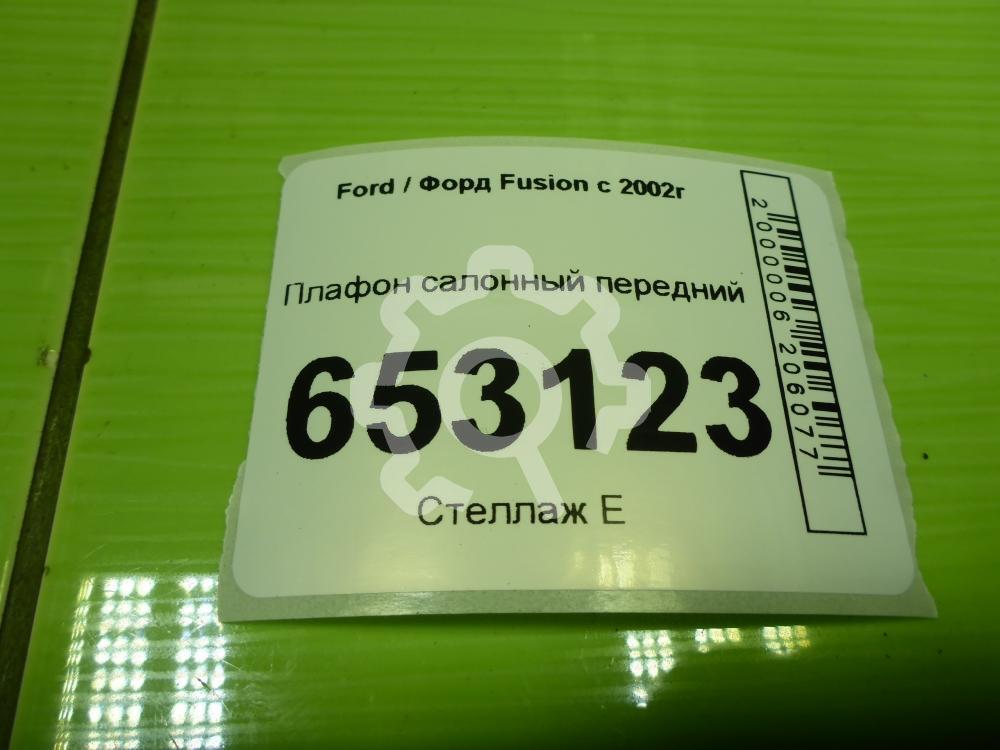 Ford / Форд Fusion с 2002г
Плафон салонный передний
653123
Стеллаж Е
2000006206077